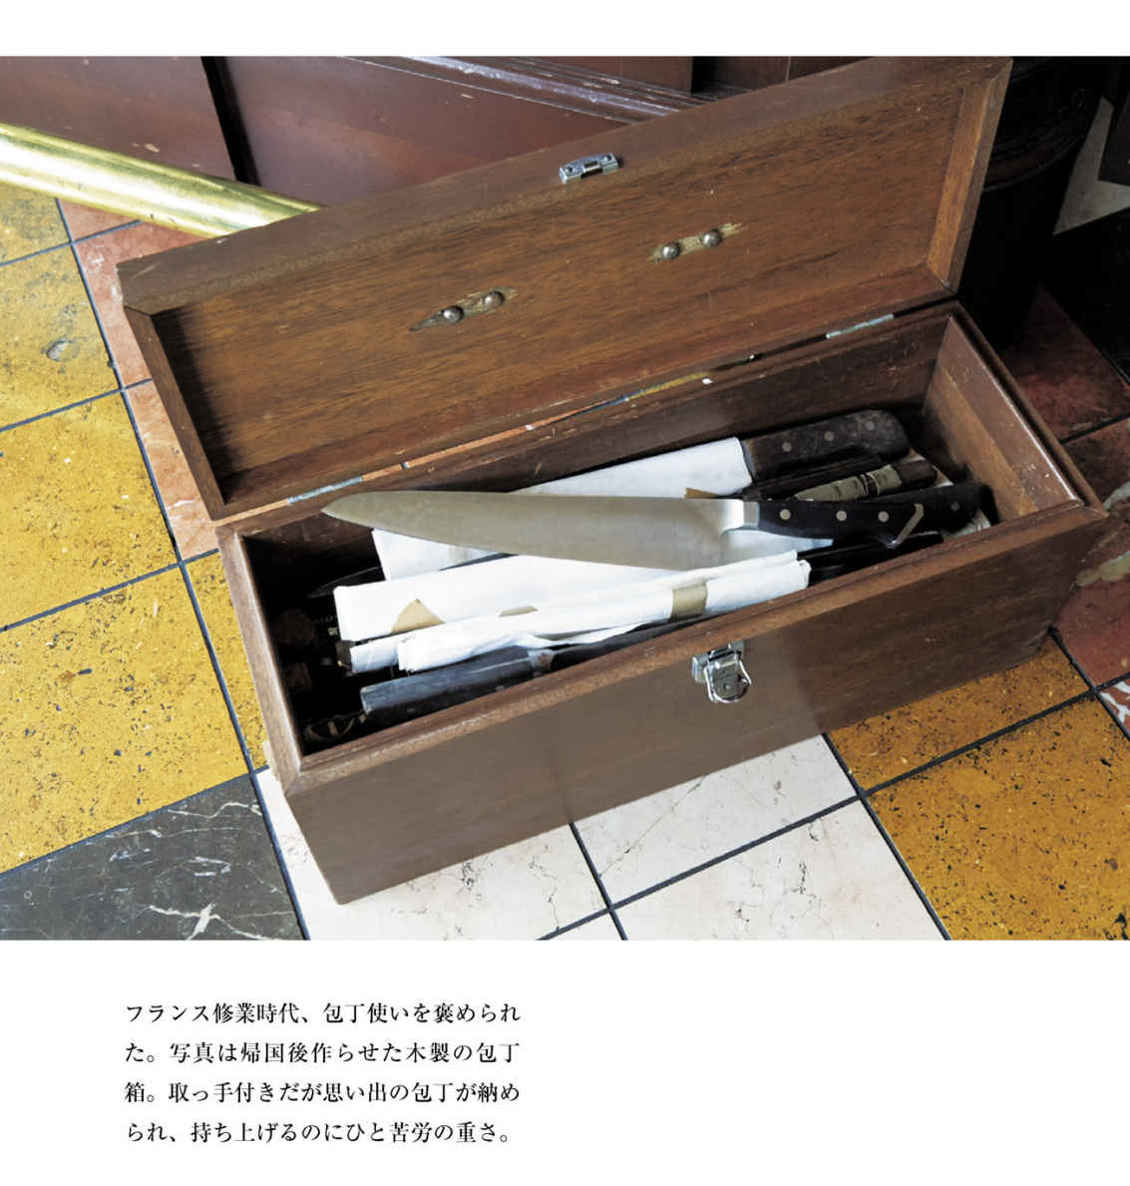 フランス修業時代、包丁使いを褒められ
た。写真は帰国後作らせた木製の包丁
箱。取っ手付きだが思い出の包丁が納め
られ、持ち上げるのにひと苦労の重さ。